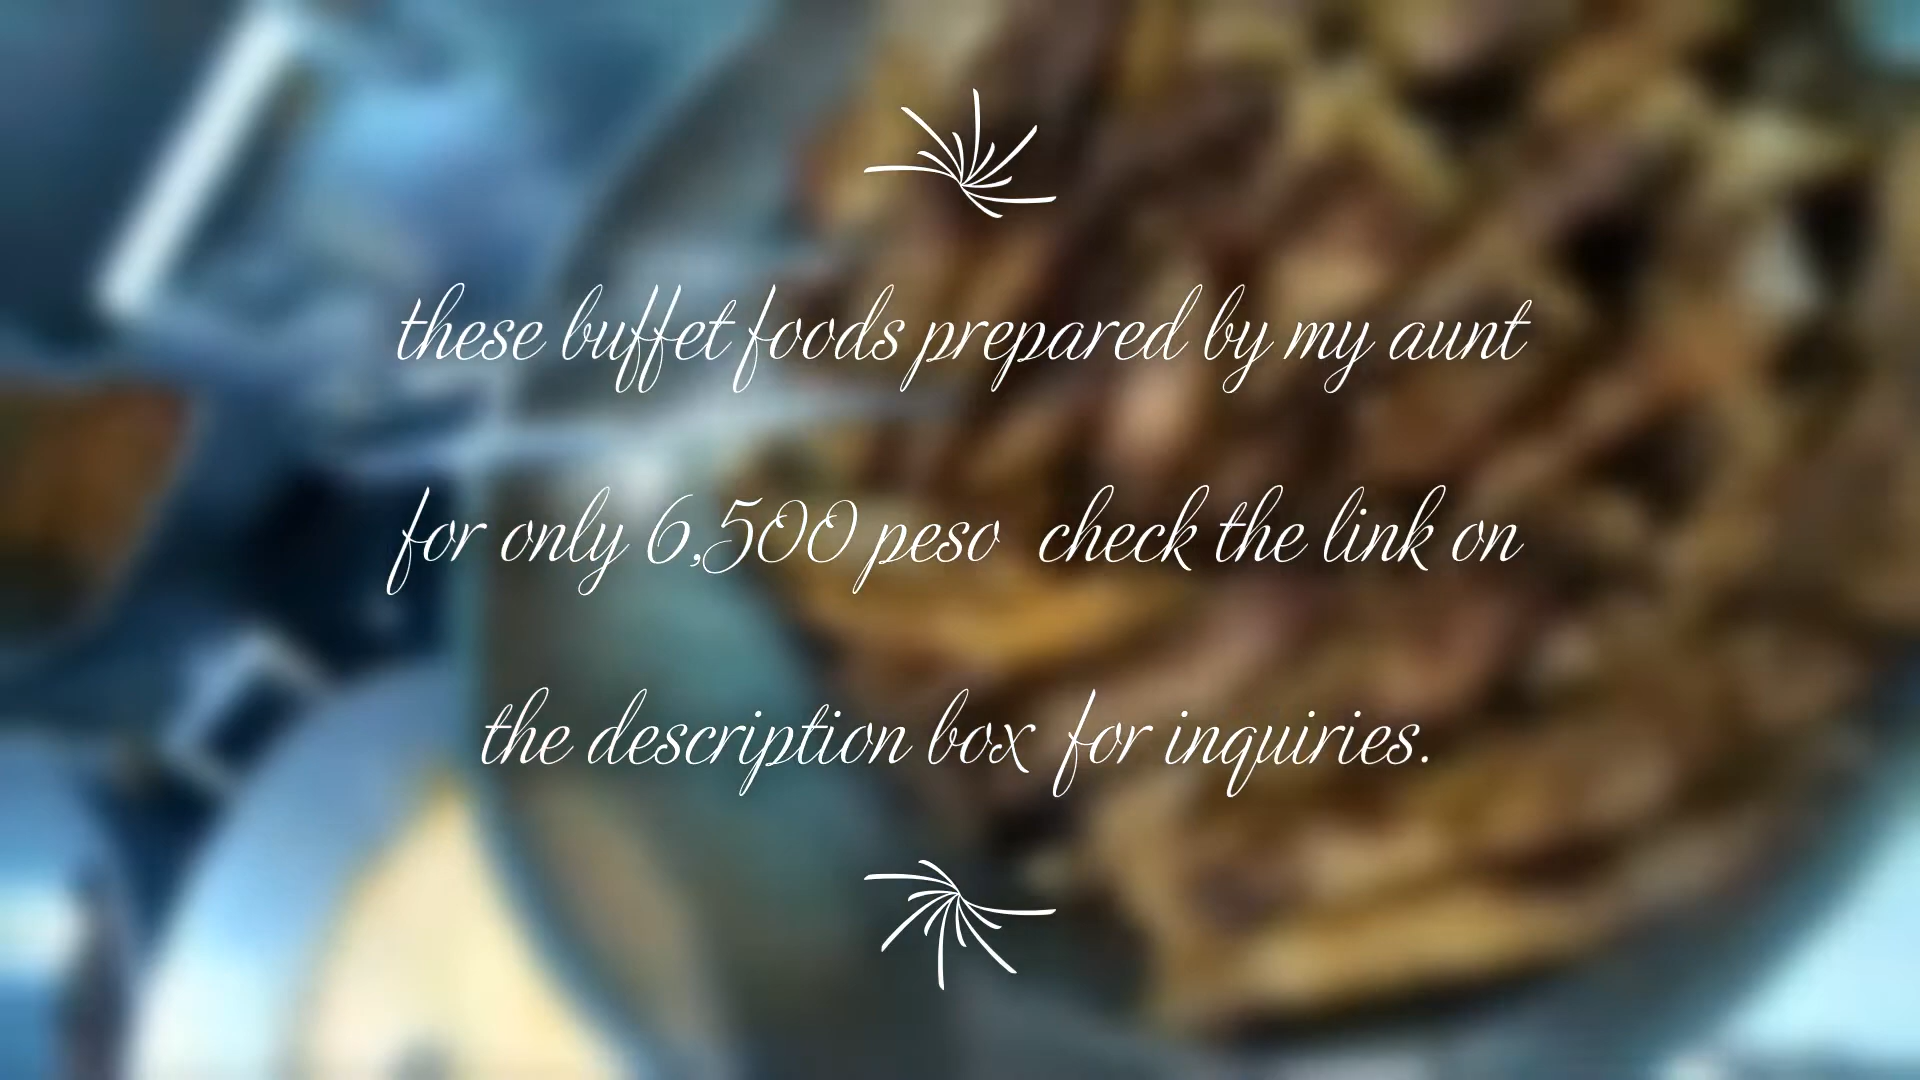 these buffet foods prepared by my aunt
for only 6,500 peso check the link on
the description box for inquiries.